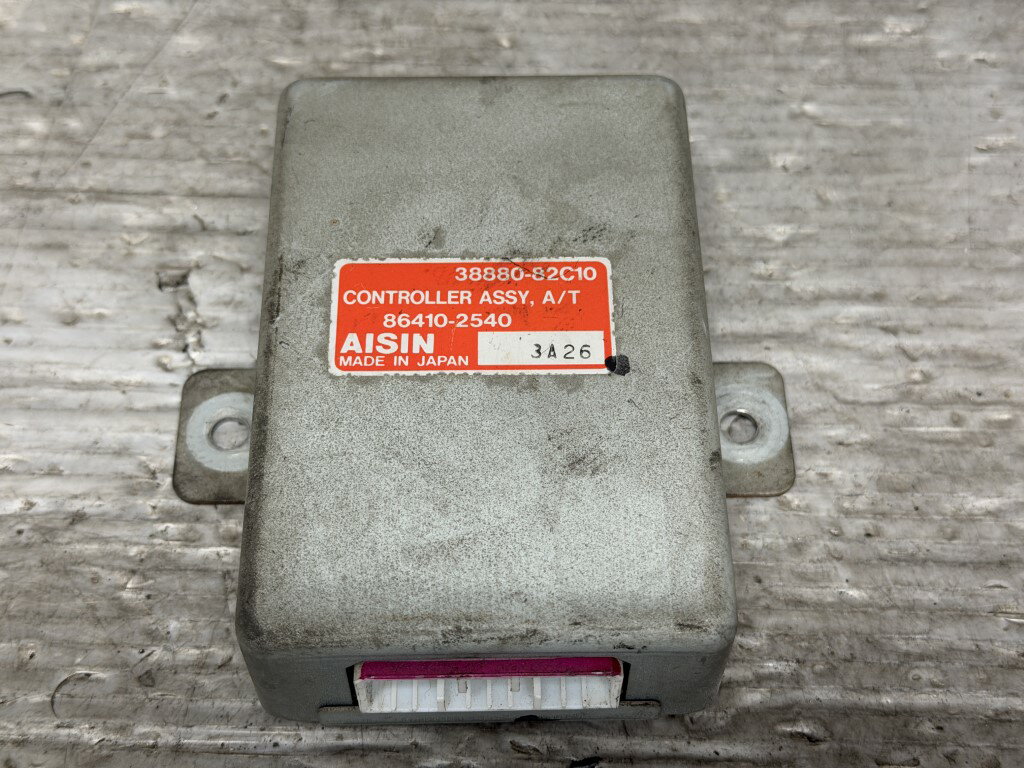 38880-82C10
CONTROLLER ASSY, A/T
86410-2540
AISIN
MADE IN JAPAN
3A26